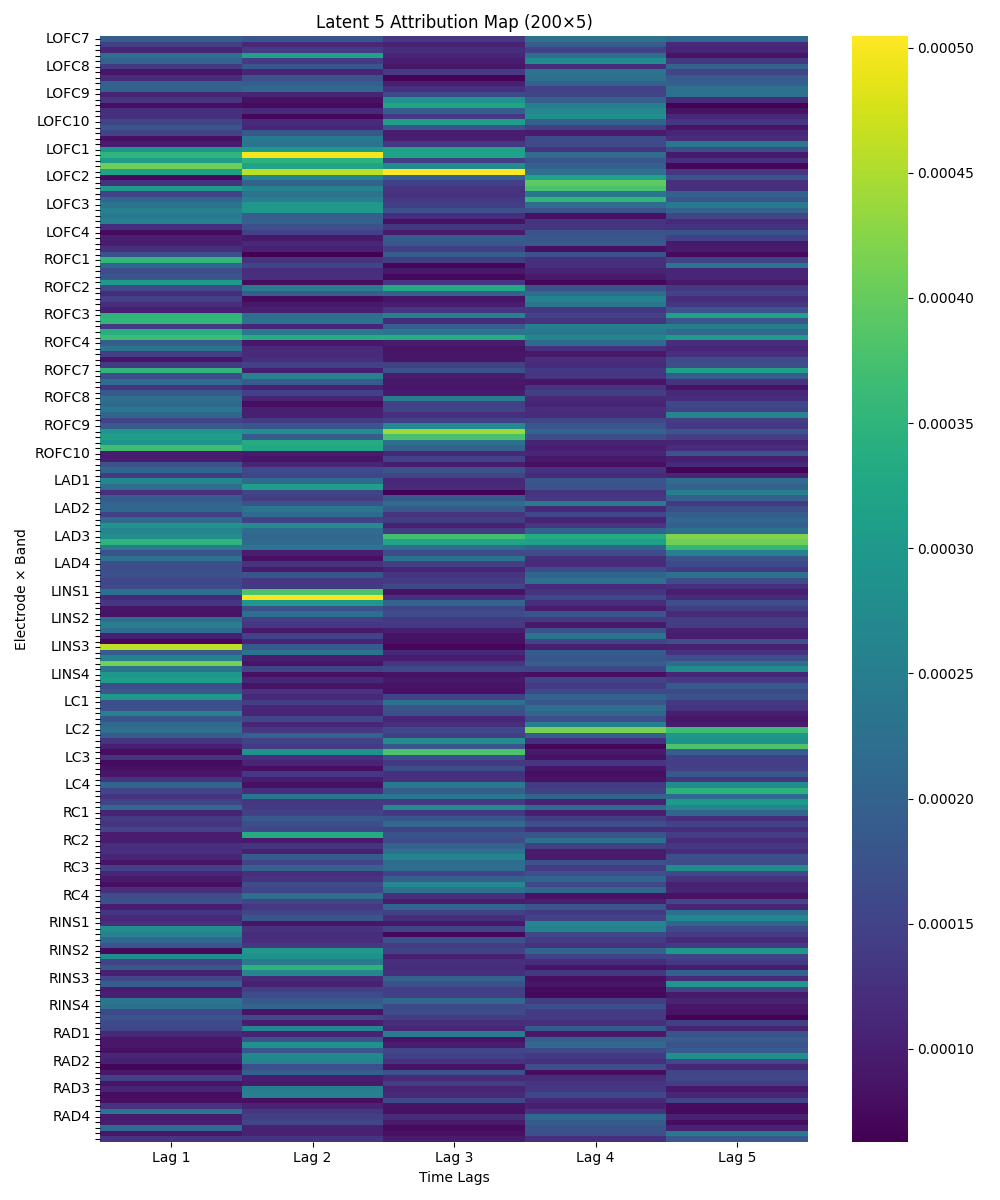 Latent 5 Attribution Map (200×5)
LOFC7
LOFC8
LOFC9
LOFC10
LOFC1
LOFC2
LOFC3
LOFC4
ROFC1
ROFC2
ROFC3
ROFC4
ROFC7
ROFC8
ROFC9
ROFC10
LAD1
LAD2
LAD3
LAD4
LINS1
LINS2
LINS3
LINS4
LC1
LC2
LC3
LC4
RC1
RC2
RC3
RC4
RINS1
RINS2
RINS3
RINS4
RAD1
RAD2
RAD3
RAD4
Electrode × Band
Lag 1
Lag 2
Lag 3
Lag 4
Lag 5
Time Lags
0.00050
0.00045
0.00040
0.00035
0.00030
0.00025
0.00020
0.00015
0.00010